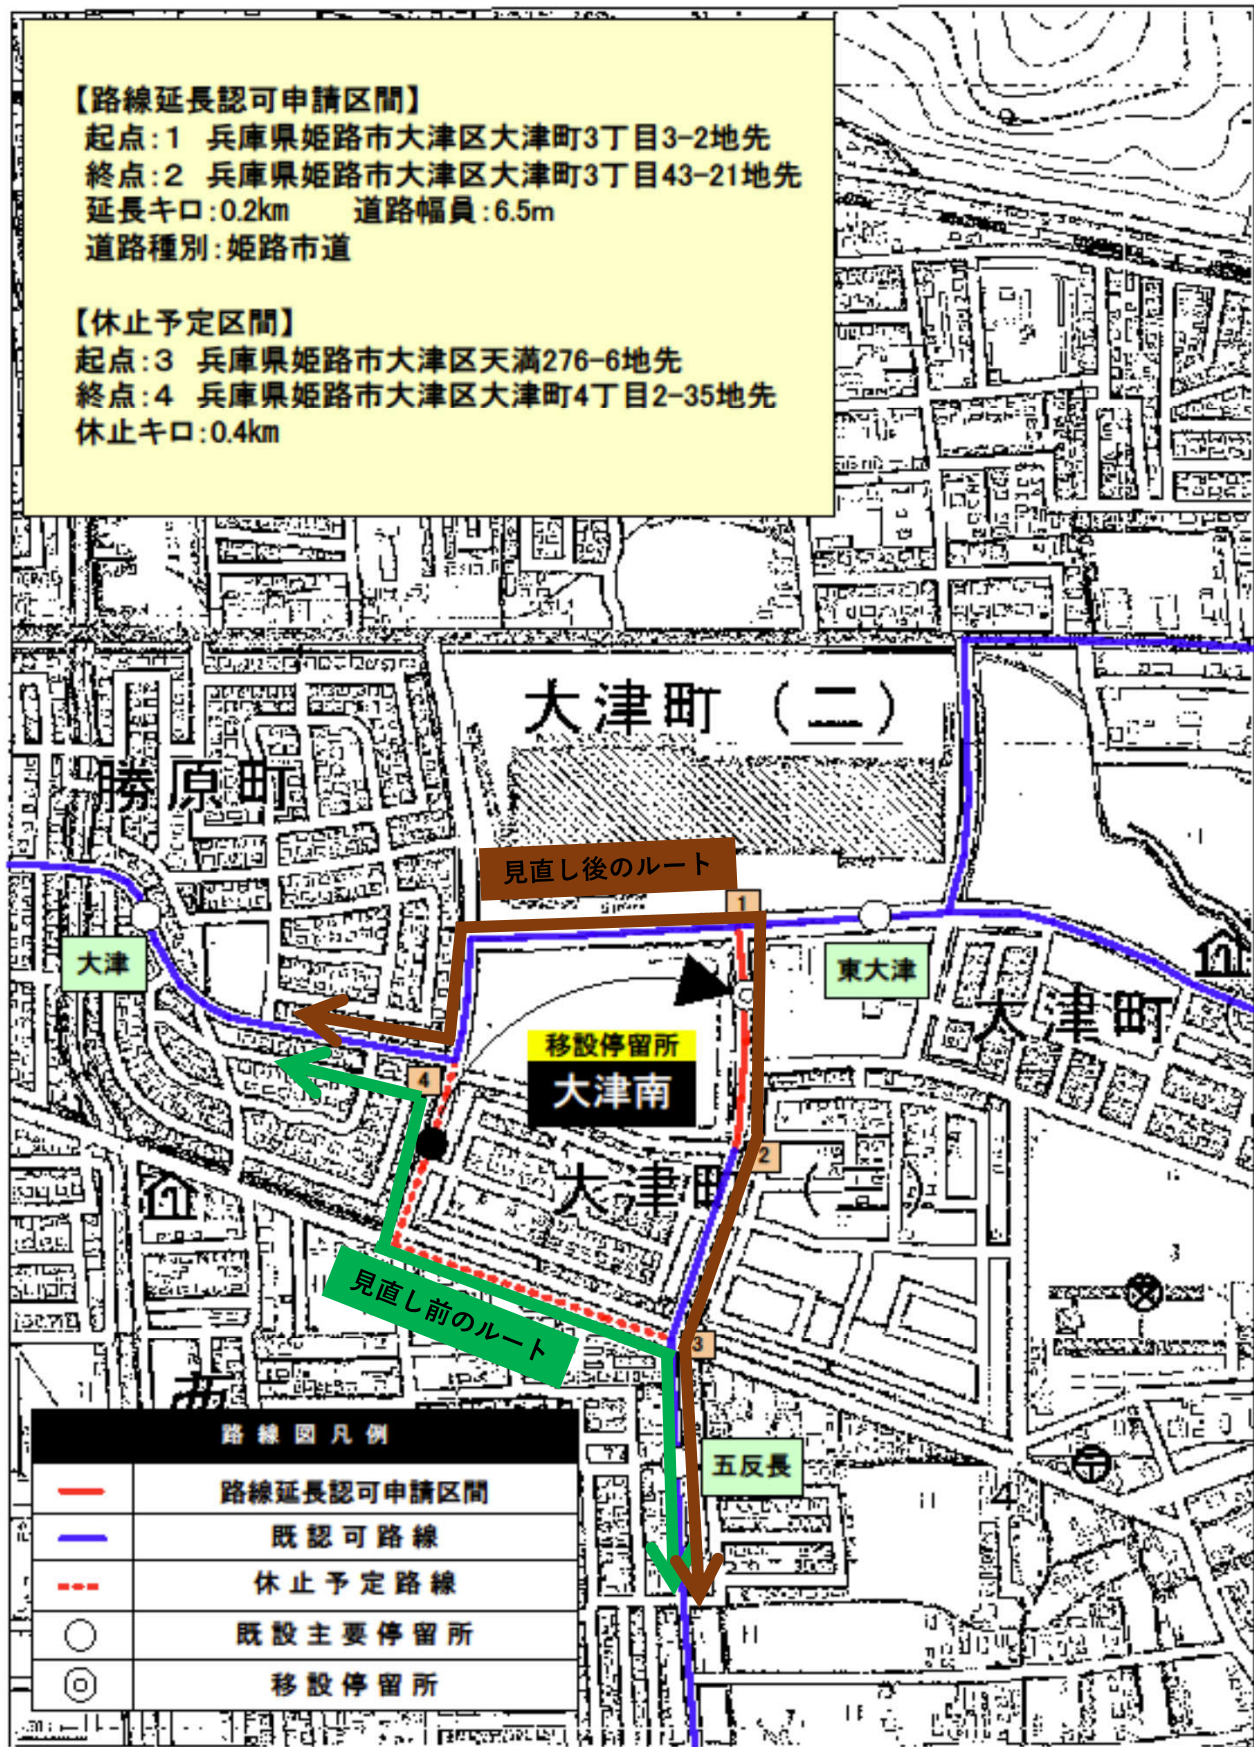 【路線延長認可申請区間】
起点:1 兵庫県姫路市大津区大津町3丁目3-2地先
終点:2 兵庫県姫路市大津区大津町3丁目43-21地先
延長キロ:0.2km 道路幅員:6.5m
道路種別:姫路市道
【休止予定区間】
起点:3 兵庫県姫路市大津区天満276-6地先
終点:4 兵庫県姫路市大津区大津町4丁目2-35地先
休止キロ:0.4km
大津町(二)
勝原町
見直し後のルート
1
大津
東大津
大津町
移設停留所
大津南
4
2
大津町(三)
見直し前のルート
3
西
五反長
路線図凡例
路線延長認可申請区間
既認可路線
休止予定路線
既設主要停留所
移設停留所